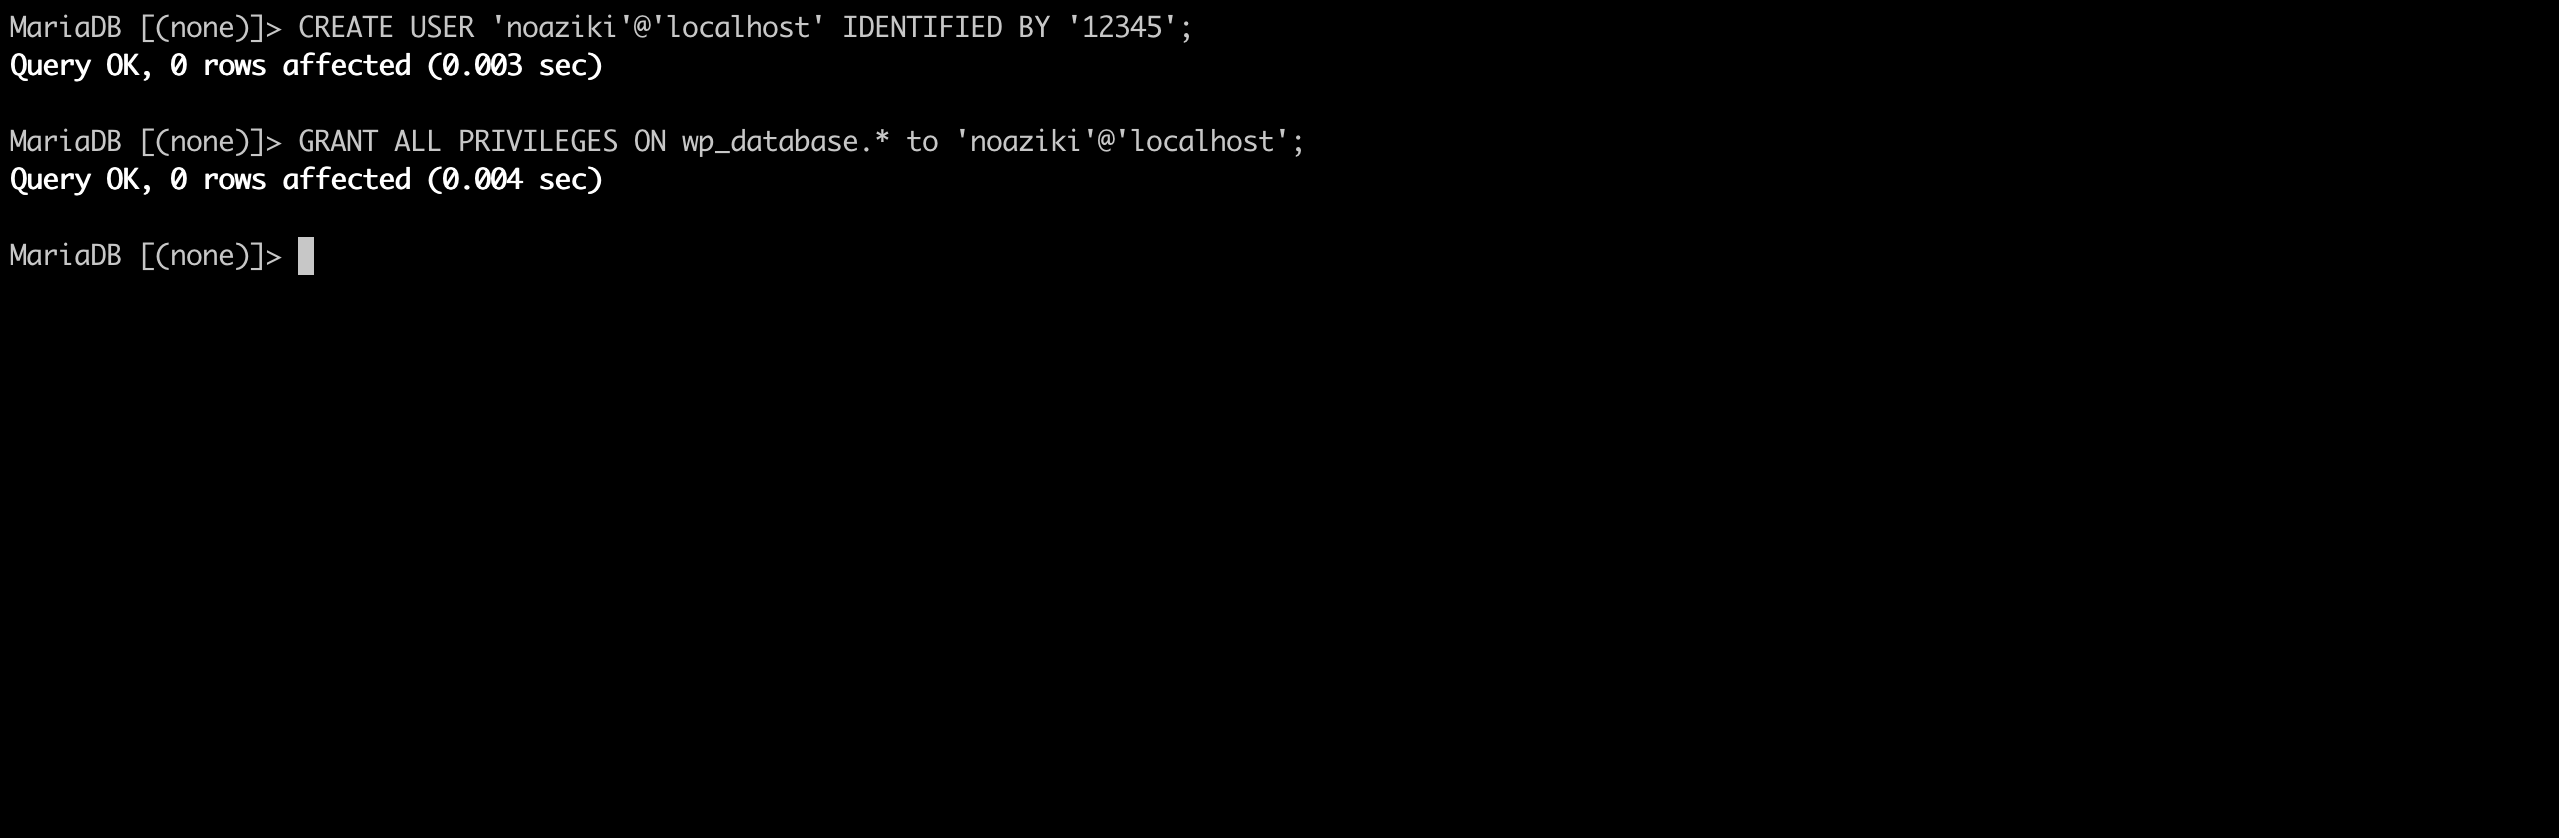 MariaDB [(none)]> CREATE USER 'noaziki'@'localhost' IDENTIFIED BY '12345';
Query OK, 0 rows affected (0.003 sec)
MariaDB [(none)]> GRANT ALL PRIVILEGES ON wp_database.* to 'noaziki'@'localhost';
Query OK, 0 rows affected (0.004 sec)
MariaDB [(none)]>